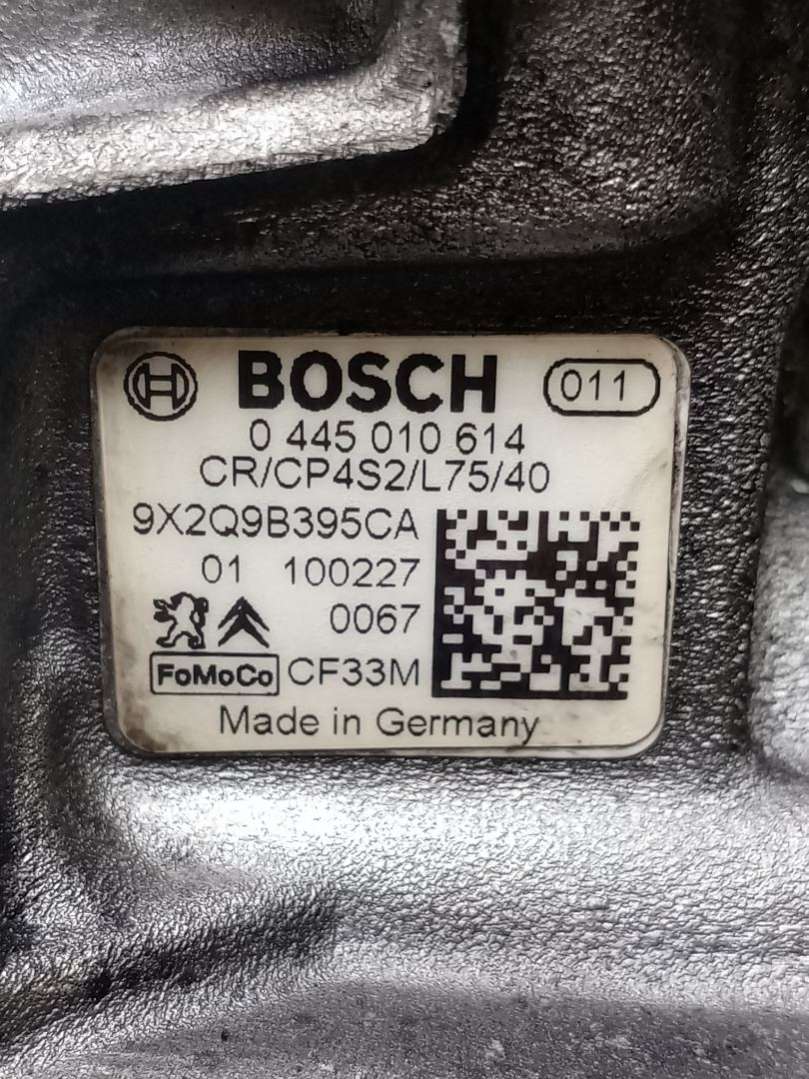 BOSCH 011
0 445 010 614
CR/CP4S2/L75/40
9X2Q9B395CA
01 100227
0067
FoMoCo CF33M
Made in Germany